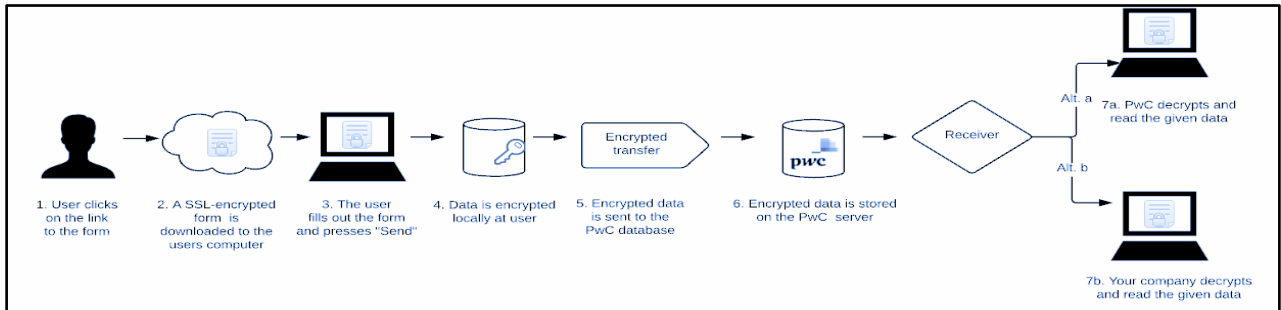 1. User clicks
on the link
to the form
2. A SSL-encrypted
form is
downloaded to the
users computer
3. The user
fills out the form
and presses "Send"
4. Data is encrypted
locally at user
Encrypted
transfer
5. Encrypted data
is sent to the
PwC database
pwc
6. Encrypted data is stored
on the PwC server
Receiver
Alt. a
7a. PwC decrypts and
read the given data
Alt. b
7b. Your company decrypts
and read the given data